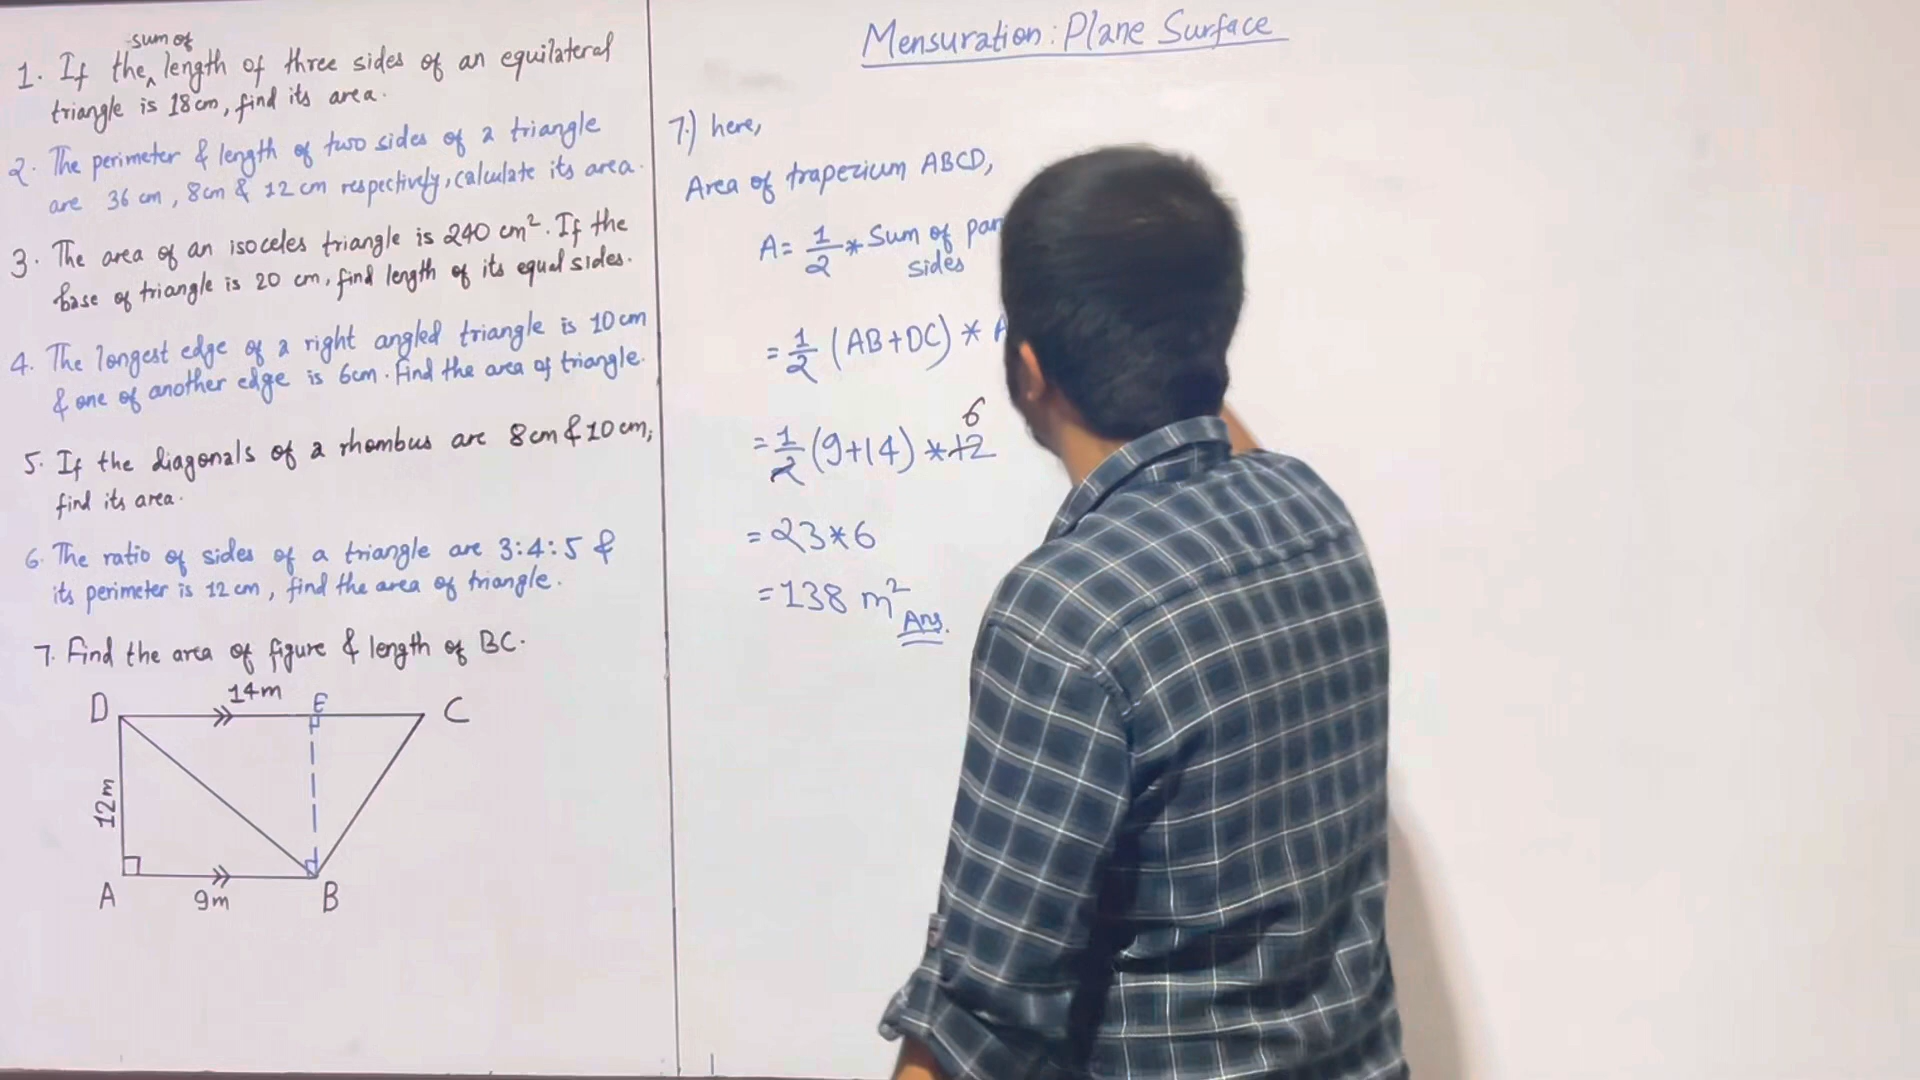 Mensuration: Plane Surface
sum of
1. If the ^ length of three sides of an equilateral
triangle is 18cm, find its area.
2. The perimeter & length of two sides of a triangle
are 36 cm, 8cm & 12 cm respectively, calculate its area.
3. The area of an isoceles triangle is 240 cm². If the
base of triangle is 20 cm, find length of its equal sides.
4. The longest edge of a right angled triangle is 10cm
& one of another edge is 6cm. Find the area of triangle.
5. If the diagonals of a rhombus are 8cm & 10cm,
find its area.
6. The ratio of sides of a triangle are 3:4:5 &
its perimeter is 12 cm, find the area of triangle.
7. Find the area of figure & length of BC.
14m
D E C
12m
A B
9m
7.) here,
Area of trapezium ABCD,
A = 1/2 * Sum of par
sides
= 1/2 (AB+DC) * A
6
= 1/2 (9+14) * 12
= 23*6
= 138 m²
Ans.